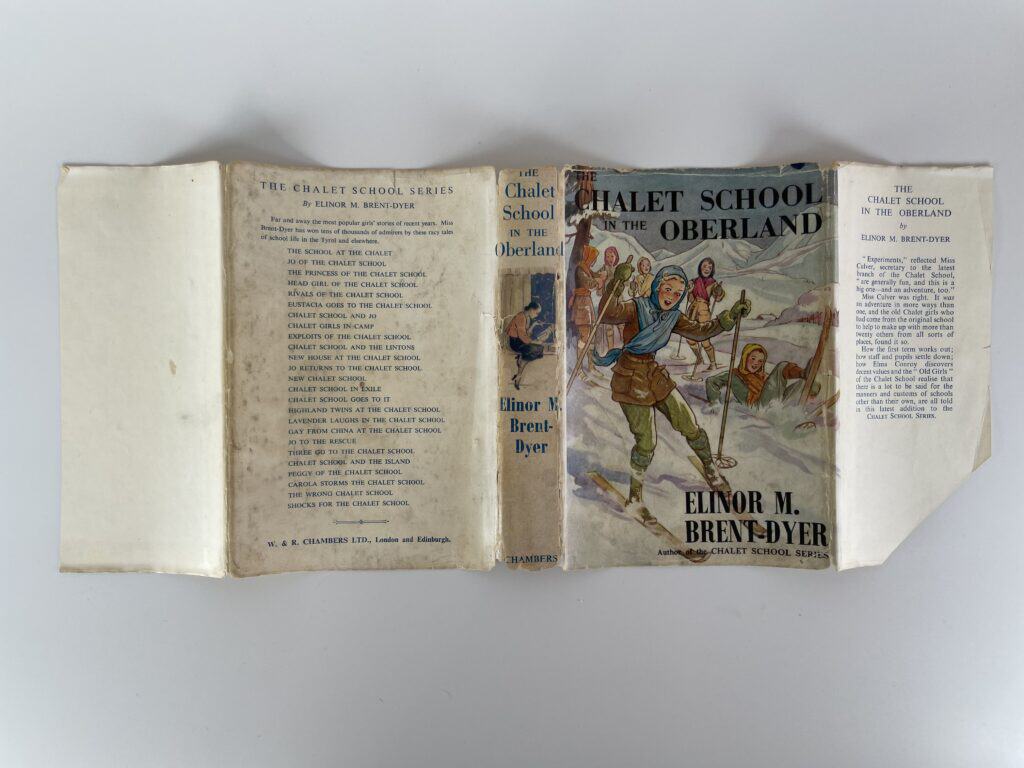 THE CHALET SCHOOL SERIES
By ELINOR M. BRENT-DYER
Far and away the most popular girls' stories of recent years. Miss
Brent-Dyer has won tens of thousands of admirers by these racy tales
of school life in the Tyrol and elsewhere.
THE SCHOOL AT THE CHALET
JO OF THE CHALET SCHOOL
THE PRINCESS OF THE CHALET SCHOOL
HEAD GIRL OF THE CHALET SCHOOL
RIVALS OF THE CHALET SCHOOL
EUSTACIA GOES TO THE CHALET SCHOOL
CHALET SCHOOL AND JO
CHALET GIRLS IN CAMP
EXPLOITS OF THE CHALET SCHOOL
CHALET SCHOOL AND THE LINTONS
NEW HOUSE AT THE CHALET SCHOOL
JO RETURNS TO THE CHALET SCHOOL
NEW CHALET SCHOOL
CHALET SCHOOL IN EXILE
CHALET SCHOOL GOES TO IT
HIGHLAND TWINS AT THE CHALET SCHOOL
LAVENDER LAUGHS IN THE CHALET SCHOOL
GAY FROM CHINA AT THE CHALET SCHOOL
JO TO THE RESCUE
THREE GO TO THE CHALET SCHOOL
CHALET SCHOOL AND THE ISLAND
PEGGY OF THE CHALET SCHOOL
CAROLA STORMS THE CHALET SCHOOL
THE WRONG CHALET SCHOOL
SHOCKS FOR THE CHALET SCHOOL
W. & R. CHAMBERS LTD., London and Edinburgh.
THE
Chalet
School
IN THE
Oberland
Elinor M.
Brent-
Dyer
CHAMBERS
THE
CHALET SCHOOL
IN THE OBERLAND
ELINOR M.
BRENT-DYER
Author of the CHALET SCHOOL SERIES
THE
CHALET SCHOOL
IN THE OBERLAND
by
ELINOR M. BRENT-DYER
"Experiments," reflected Miss
Culver, secretary to the latest
branch of the Chalet School,
"are generally fun, and this is a
big one—and an adventure, too."
Miss Culver was right. It was
an adventure in more ways than
one, and the old Chalet girls who
had come from the original school
to help to make up with more than
twenty others from all sorts of
places, found it so.
How the first term works out;
how staff and pupils settle down;
how Elma Conroy discovers
decent values and the "Old Girls"
of the Chalet School realise that
there is a lot to be said for the
manners and customs of schools
other than their own, are all told
in this latest addition to the
CHALET SCHOOL SERIES.